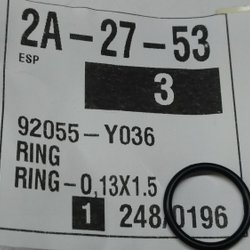 2A-27-53
ESP
3
92055-Y036
RING
RING-0,13X1.5
1 248/0196